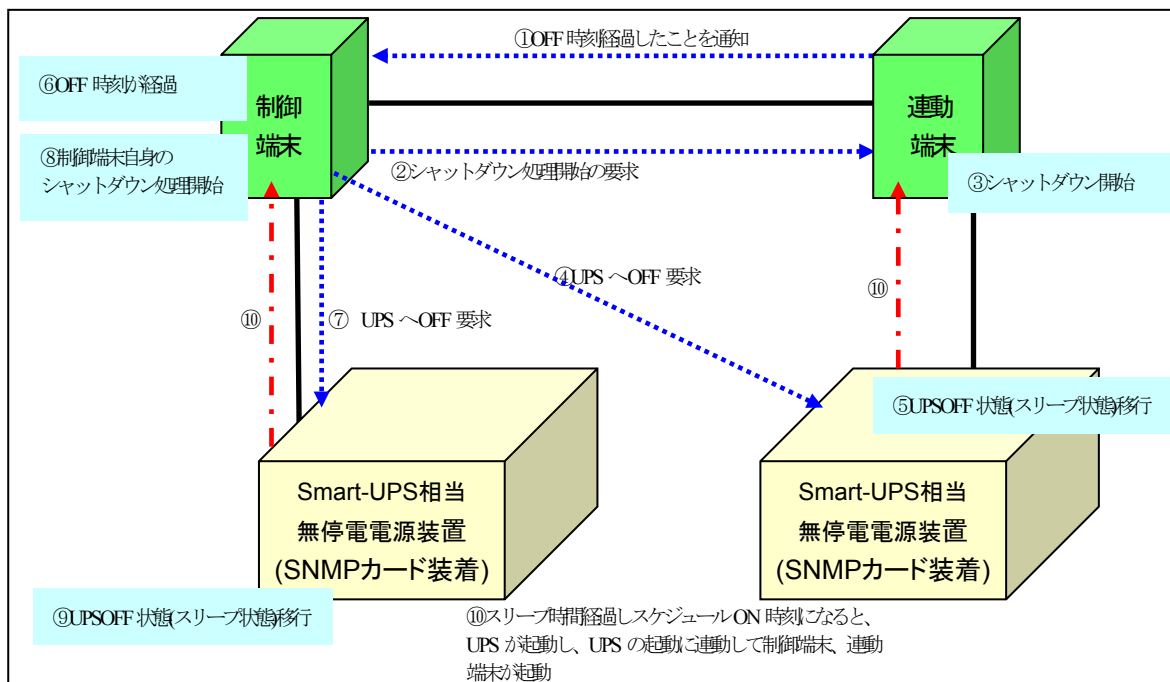 ①OFF 時刻経過したことを通知
⑥OFF 時刻が経過
制御
端末
連動
端末
⑧制御端末自身の
シャットダウン処理開始
②シャットダウン処理開始の要求
③シャットダウン開始
④UPS へOFF 要求
⑩
⑦ UPS へOFF 要求
⑩
⑤UPSOFF 状態(スリープ状態)移行
Smart-UPS相当
無停電電源装置
(SNMPカード装着)
Smart-UPS相当
無停電電源装置
(SNMPカード装着)
⑨UPSOFF 状態(スリープ状態)移行
⑩スリープ時間経過しスケジュールON 時刻になると、
UPS が起動し、UPS の起動に連動して制御端末、連動
端末が起動